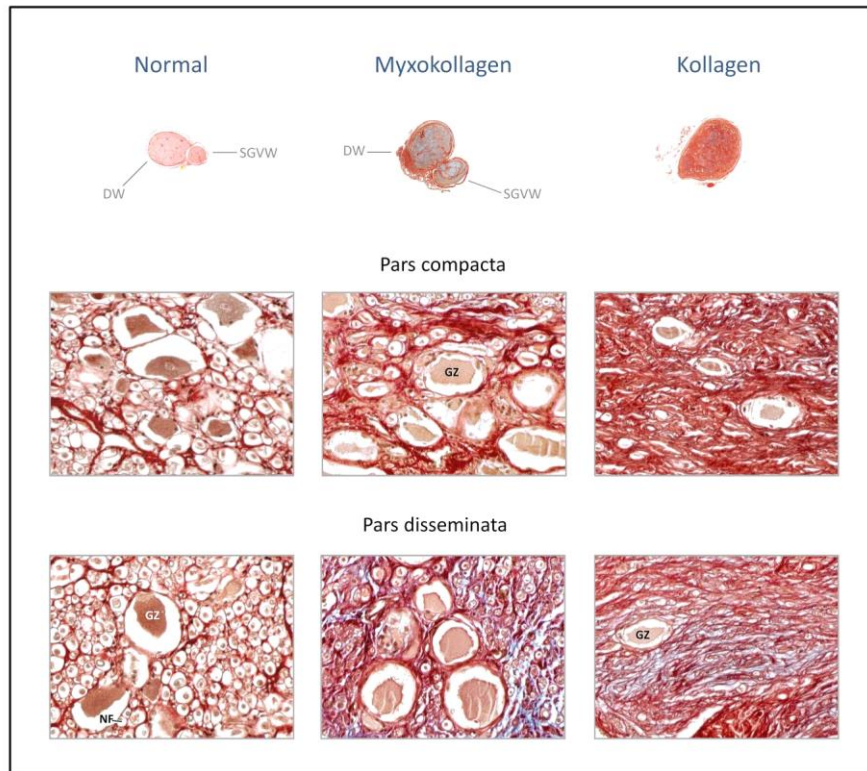 Normal Myxokollagen Kollagen
SGVW
DW
DW
SGVW
Pars compacta
GZ
Pars disseminata
GZ
NF
GZ